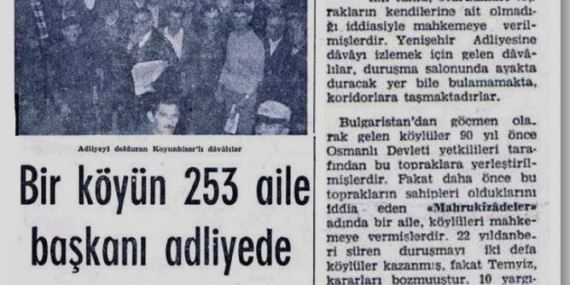 Adliyeyi dolduran Koyunhisar'lı dâvâlılar
Bir köyün 253 aile
başkanı adliyede
rakların kendilerine ait olmadı-
ğı iddiasiyle mahkemeye veril-
mişlerdir. Yenişehir Adliyesine
dâvâyı izlemek için gelen dâvâ-
lılar, duruşma salonunda ayakta
duracak yer bile bulamamakta,
koridorlara taşmaktadırlar.
Bulgaristan'dan göçmen ola-
rak gelen köylüler 90 yıl önce
Osmanlı Devleti yetkilileri tara-
fından bu topraklara yerleştiril-
mişlerdir. Fakat daha önce bu
toprakların sahipleri olduklarını
iddia eden «Mahrukizâdeler»
adında bir aile, köylüleri mahke-
meye vermişlerdir. 22 yıldanbe-
ri süren duruşmayı iki defa
köylüler kazanmış, fakat Temyiz,
kararları bozmuştur. 10 yargı-